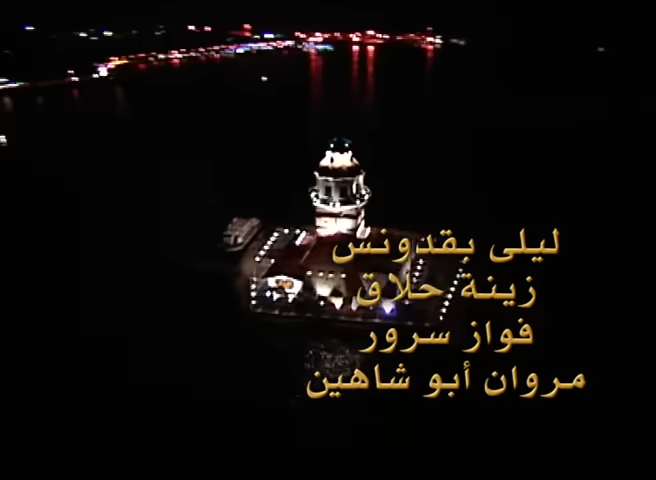 ليلى بقدونس
زينة حلاق
فواز سرور
مروان أبو شاهين